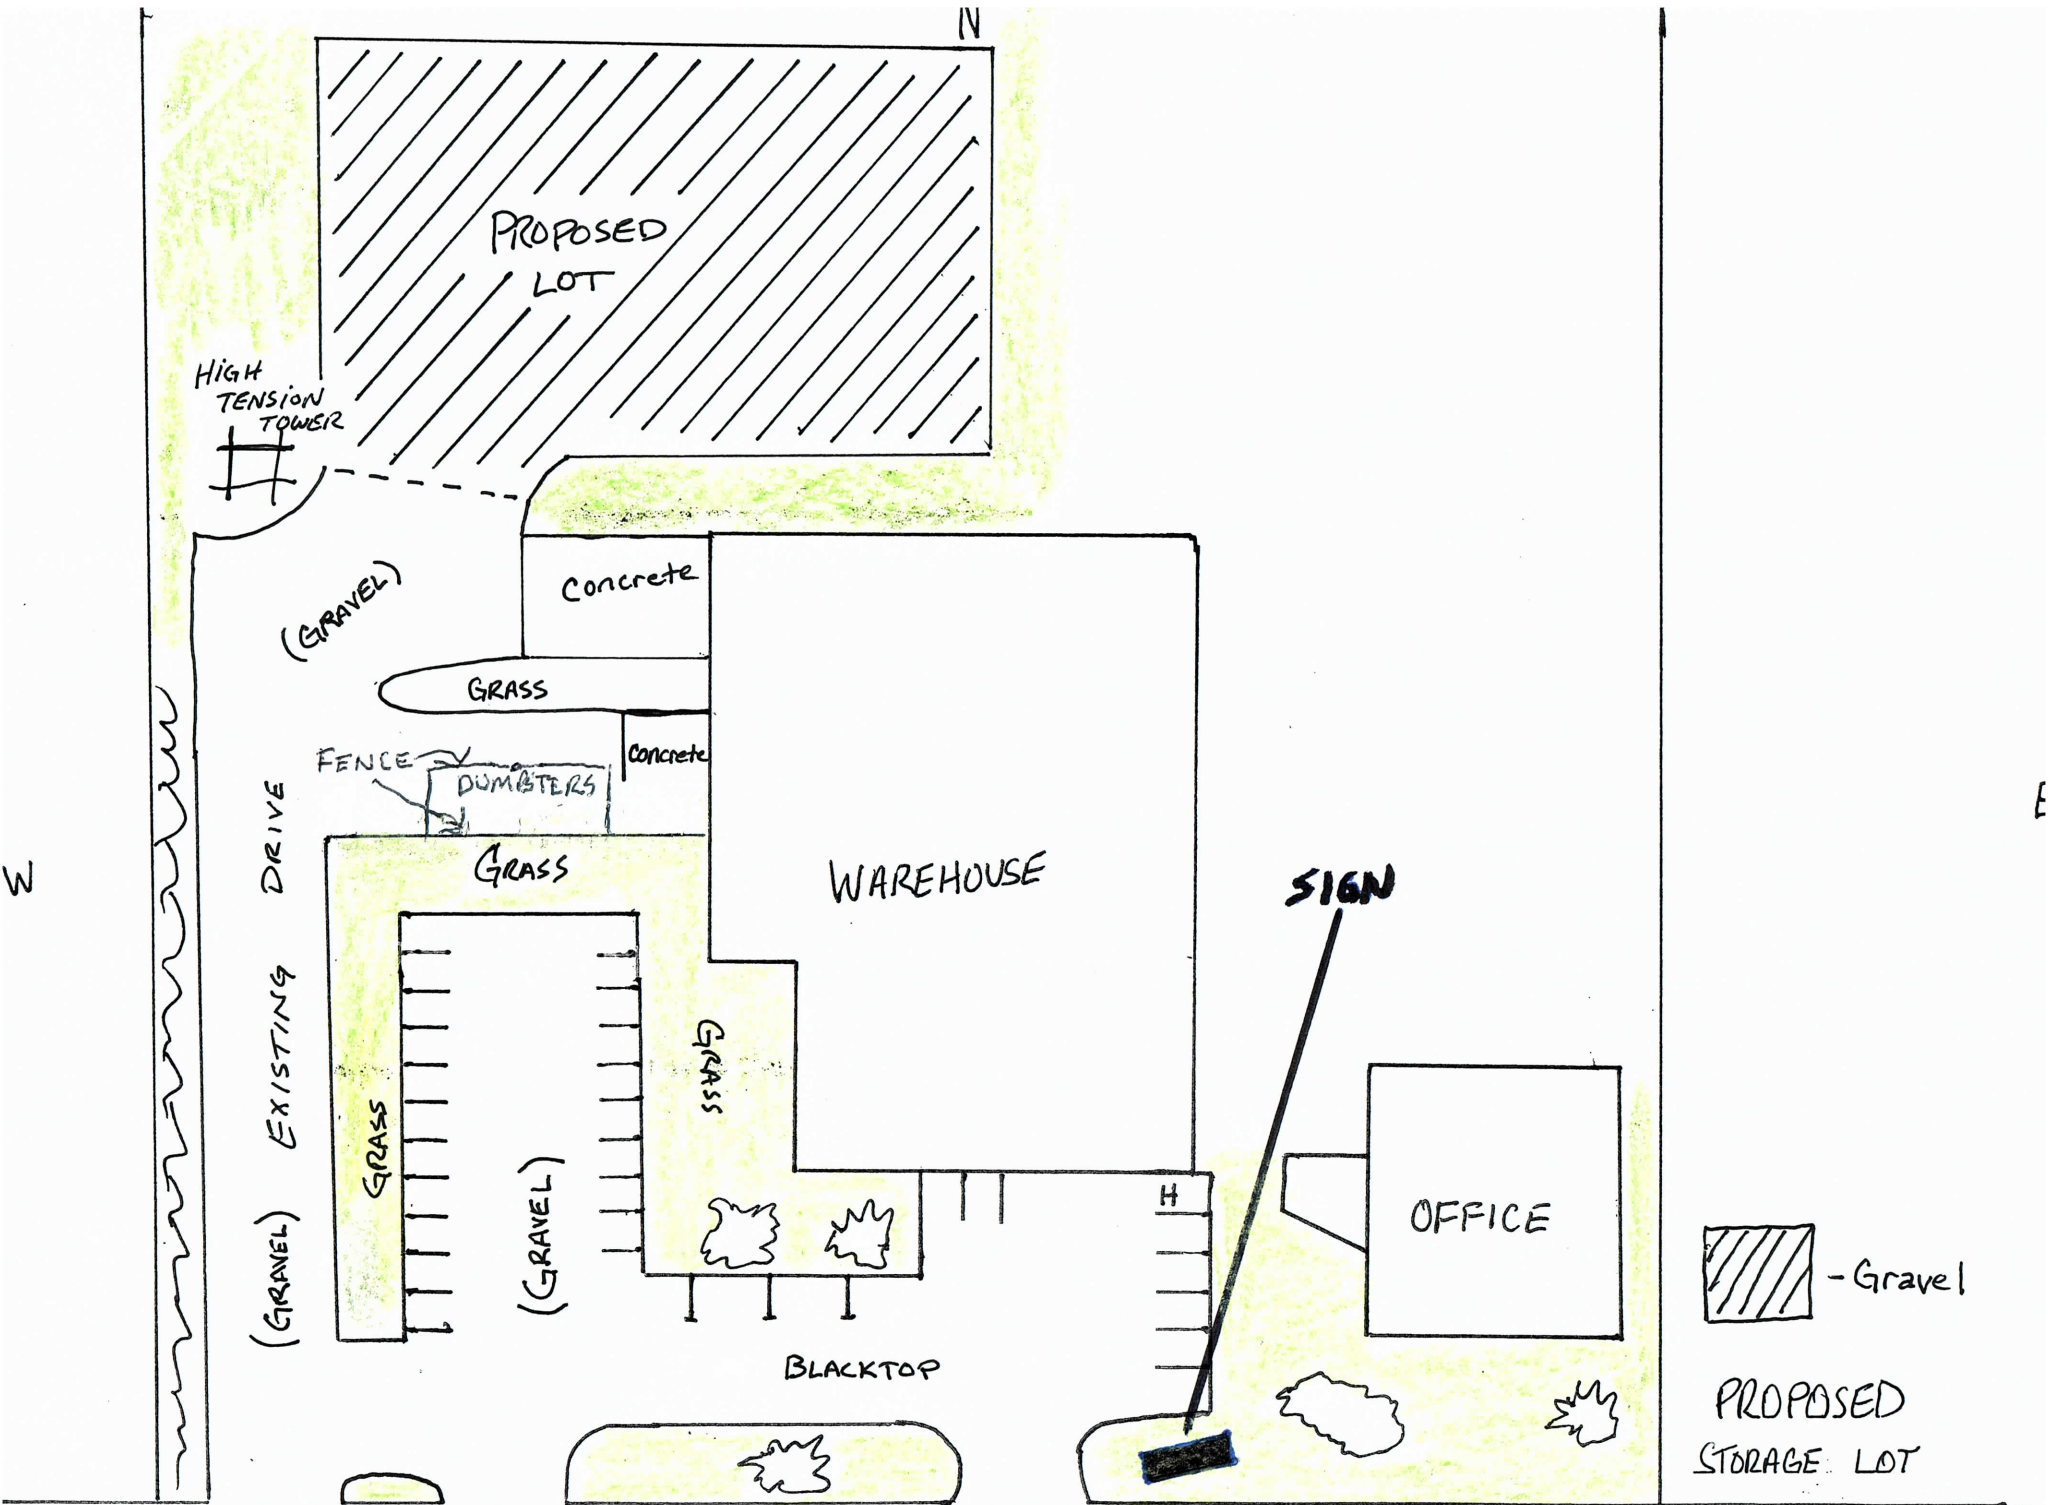 N
PROPOSED
LOT
HIGH
TENSION
TOWER
(GRAVEL)
Concrete
GRASS
Concrete
FENCE
DUMBTERS
GRASS
W
E
WAREHOUSE
SIGN
(GRAVEL) EXISTING DRIVE
GRASS
(GRAVEL)
GRASS
H
OFFICE
BLACKTOP
- Gravel
PROPOSED
STORAGE LOT